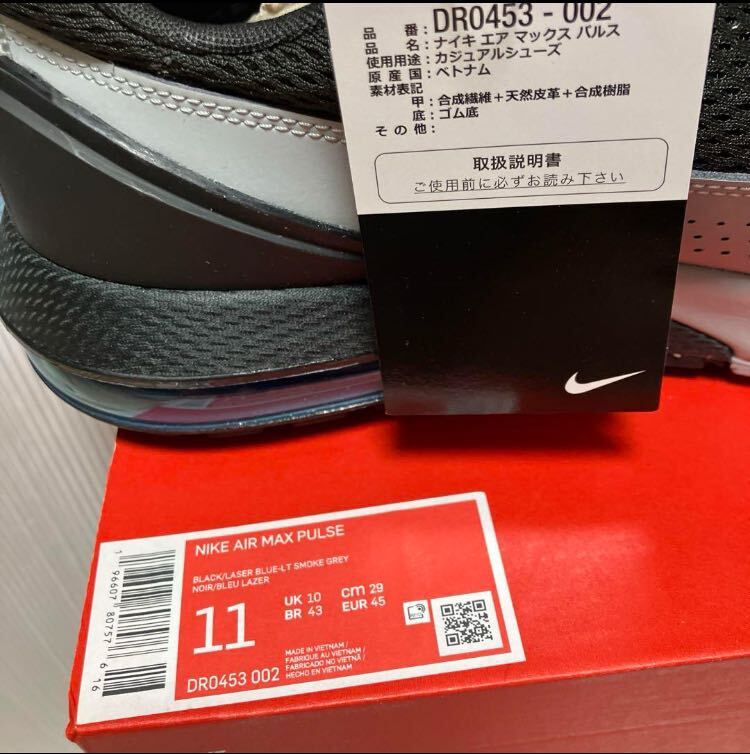 品 番：DR0453 - 002
品 名：ナイキ エア マックス パルス
使用用途：カジュアルシューズ
原 産 国：ベトナム
素材表記
甲：合成繊維＋天然皮革＋合成樹脂
底：ゴム底
そ の 他：
取扱説明書
ご使用前に必ずお読み下さい
NIKE AIR MAX PULSE
BLACK/LASER BLUE-LT SMOKE GREY
NOIR/BLEU LAZER
11
UK 10
BR 43
cm 29
EUR 45
MADE IN VIETNAM /
FABRIQUE AU VIETNAM /
FABRICADO NO VIETNÃ /
HECHO EN VIETNAM
DR0453 002
1 96607 80757 6 16